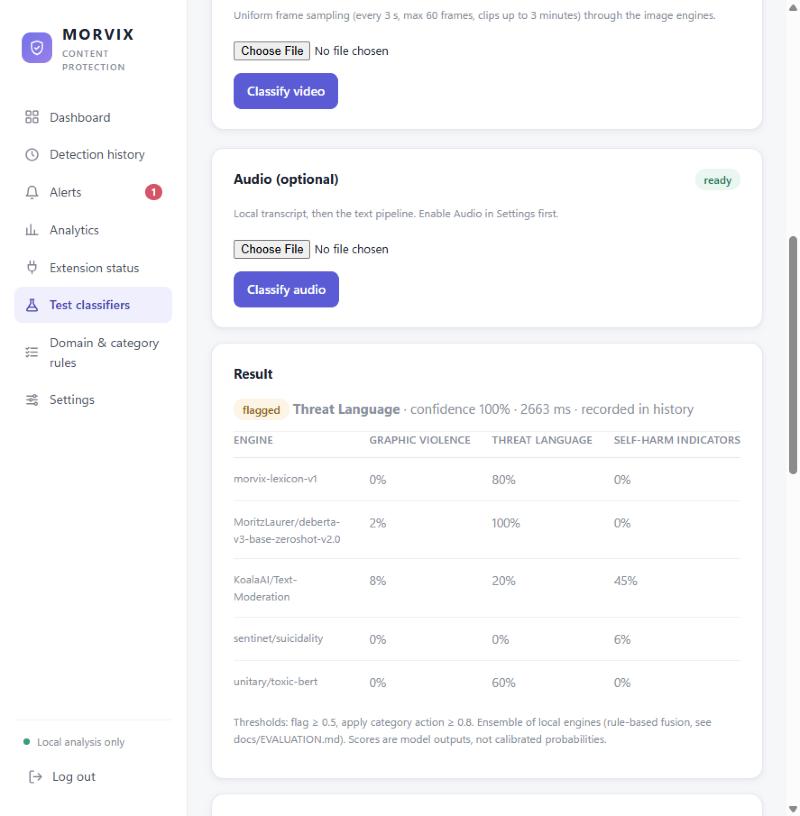 MORVIX
CONTENT
PROTECTION
Dashboard
Detection history
Alerts 1
Analytics
Extension status
Test classifiers
Domain & category
rules
Settings
Local analysis only
Log out
Uniform frame sampling (every 3 s, max 60 frames, clips up to 3 minutes) through the image engines.
Choose File No file chosen
Classify video
Audio (optional) ready
Local transcript, then the text pipeline. Enable Audio in Settings first.
Choose File No file chosen
Classify audio
Result
flagged Threat Language · confidence 100% · 2663 ms · recorded in history
ENGINE GRAPHIC VIOLENCE THREAT LANGUAGE SELF-HARM INDICATORS
morvix-lexicon-v1 0% 80% 0%
MoritzLaurer/deberta- 2% 100% 0%
v3-base-zeroshot-v2.0
KoalaAI/Text- 8% 20% 45%
Moderation
sentinet/suicidality 0% 0% 6%
unitary/toxic-bert 0% 60% 0%
Thresholds: flag ≥ 0.5, apply category action ≥ 0.8. Ensemble of local engines (rule-based fusion, see
docs/EVALUATION.md). Scores are model outputs, not calibrated probabilities.